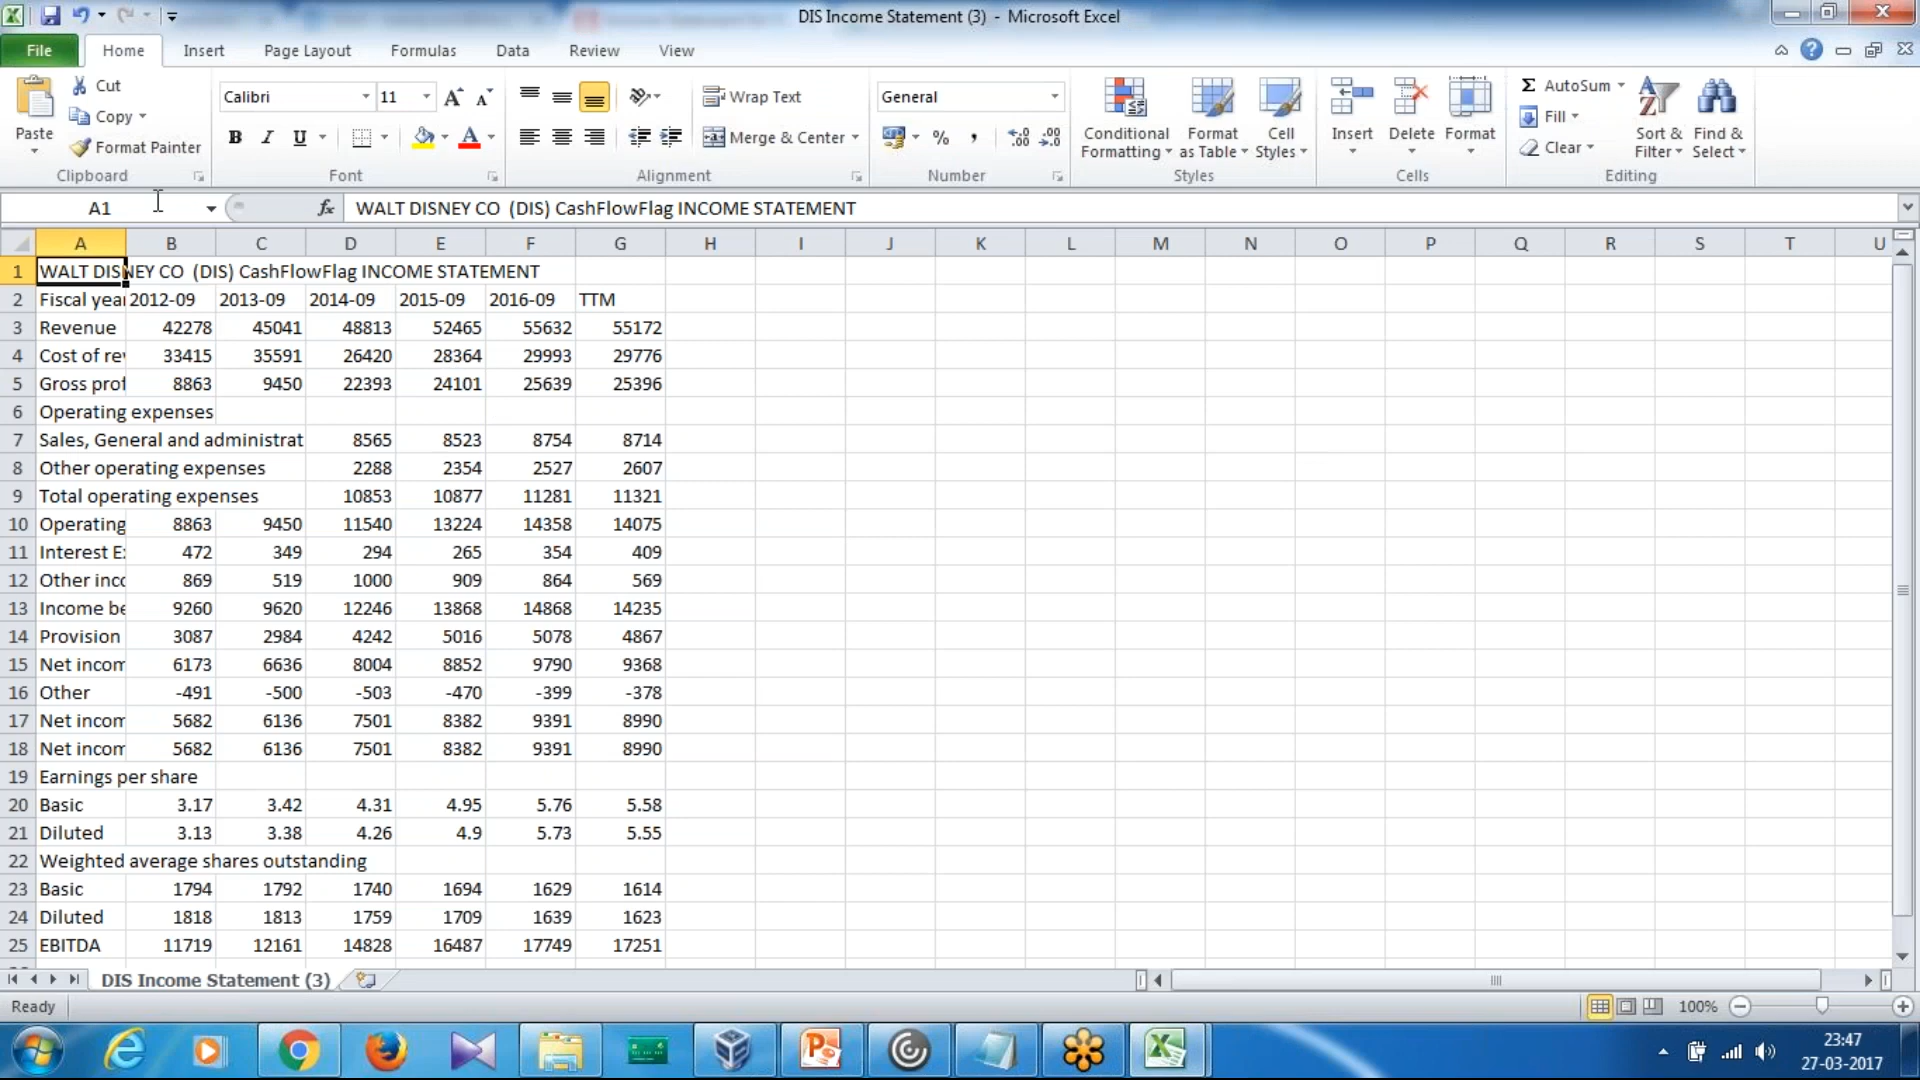 DIS Income Statement (3) - Microsoft Excel
File Home Insert Page Layout Formulas Data Review View
Paste
Cut
Copy
Format Painter
Clipboard
Calibri 11
B I U A
Font
Wrap Text
Merge & Center
Alignment
General
% ,
Number
Conditional Formatting
Format as Table
Cell Styles
Styles
Insert Delete Format
Cells
Σ AutoSum
Fill
Clear
Sort & Filter
Find & Select
Editing
A1 fx WALT DISNEY CO (DIS) CashFlowFlag INCOME STATEMENT
A B C D E F G H I J K L M N O P Q R S T U
1 WALT DISNEY CO (DIS) CashFlowFlag INCOME STATEMENT
2 Fiscal year 2012-09 2013-09 2014-09 2015-09 2016-09 TTM
3 Revenue 42278 45041 48813 52465 55632 55172
4 Cost of rev 33415 35591 26420 28364 29993 29776
5 Gross prof 8863 9450 22393 24101 25639 25396
6 Operating expenses
7 Sales, General and administrat 8565 8523 8754 8714
8 Other operating expenses 2288 2354 2527 2607
9 Total operating expenses 10853 10877 11281 11321
10 Operating 8863 9450 11540 13224 14358 14075
11 Interest E 472 349 294 265 354 409
12 Other inco 869 519 1000 909 864 569
13 Income be 9260 9620 12246 13868 14868 14235
14 Provision 3087 2984 4242 5016 5078 4867
15 Net incom 6173 6636 8004 8852 9790 9368
16 Other -491 -500 -503 -470 -399 -378
17 Net incom 5682 6136 7501 8382 9391 8990
18 Net incom 5682 6136 7501 8382 9391 8990
19 Earnings per share
20 Basic 3.17 3.42 4.31 4.95 5.76 5.58
21 Diluted 3.13 3.38 4.26 4.9 5.73 5.55
22 Weighted average shares outstanding
23 Basic 1794 1792 1740 1694 1629 1614
24 Diluted 1818 1813 1759 1709 1639 1623
25 EBITDA 11719 12161 14828 16487 17749 17251
DIS Income Statement (3)
Ready 100%
23:47
27-03-2017